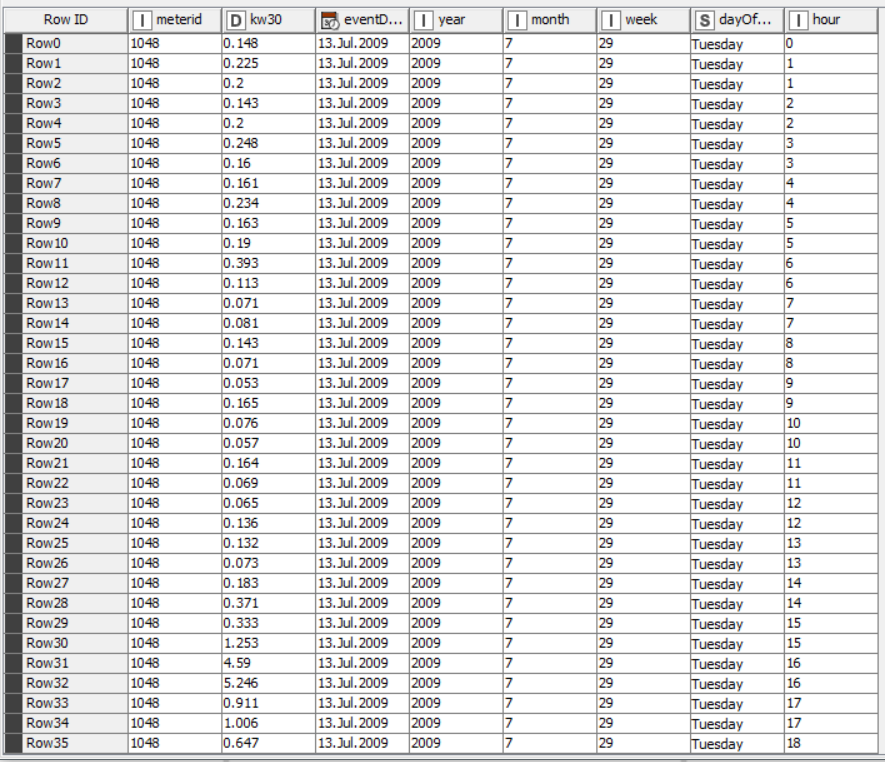 Row ID I meterid D kw30 eventD... I year I month I week S dayOf... I hour
Row0 1048 0.148 13.Jul.2009 2009 7 29 Tuesday 0
Row1 1048 0.225 13.Jul.2009 2009 7 29 Tuesday 1
Row2 1048 0.2 13.Jul.2009 2009 7 29 Tuesday 1
Row3 1048 0.143 13.Jul.2009 2009 7 29 Tuesday 2
Row4 1048 0.2 13.Jul.2009 2009 7 29 Tuesday 2
Row5 1048 0.248 13.Jul.2009 2009 7 29 Tuesday 3
Row6 1048 0.16 13.Jul.2009 2009 7 29 Tuesday 3
Row7 1048 0.161 13.Jul.2009 2009 7 29 Tuesday 4
Row8 1048 0.234 13.Jul.2009 2009 7 29 Tuesday 4
Row9 1048 0.163 13.Jul.2009 2009 7 29 Tuesday 5
Row10 1048 0.19 13.Jul.2009 2009 7 29 Tuesday 5
Row11 1048 0.393 13.Jul.2009 2009 7 29 Tuesday 6
Row12 1048 0.113 13.Jul.2009 2009 7 29 Tuesday 6
Row13 1048 0.071 13.Jul.2009 2009 7 29 Tuesday 7
Row14 1048 0.081 13.Jul.2009 2009 7 29 Tuesday 7
Row15 1048 0.143 13.Jul.2009 2009 7 29 Tuesday 8
Row16 1048 0.071 13.Jul.2009 2009 7 29 Tuesday 8
Row17 1048 0.053 13.Jul.2009 2009 7 29 Tuesday 9
Row18 1048 0.165 13.Jul.2009 2009 7 29 Tuesday 9
Row19 1048 0.076 13.Jul.2009 2009 7 29 Tuesday 10
Row20 1048 0.057 13.Jul.2009 2009 7 29 Tuesday 10
Row21 1048 0.164 13.Jul.2009 2009 7 29 Tuesday 11
Row22 1048 0.069 13.Jul.2009 2009 7 29 Tuesday 11
Row23 1048 0.065 13.Jul.2009 2009 7 29 Tuesday 12
Row24 1048 0.136 13.Jul.2009 2009 7 29 Tuesday 12
Row25 1048 0.132 13.Jul.2009 2009 7 29 Tuesday 13
Row26 1048 0.073 13.Jul.2009 2009 7 29 Tuesday 13
Row27 1048 0.183 13.Jul.2009 2009 7 29 Tuesday 14
Row28 1048 0.371 13.Jul.2009 2009 7 29 Tuesday 14
Row29 1048 0.333 13.Jul.2009 2009 7 29 Tuesday 15
Row30 1048 1.253 13.Jul.2009 2009 7 29 Tuesday 15
Row31 1048 4.59 13.Jul.2009 2009 7 29 Tuesday 16
Row32 1048 5.246 13.Jul.2009 2009 7 29 Tuesday 16
Row33 1048 0.911 13.Jul.2009 2009 7 29 Tuesday 17
Row34 1048 1.006 13.Jul.2009 2009 7 29 Tuesday 17
Row35 1048 0.647 13.Jul.2009 2009 7 29 Tuesday 18